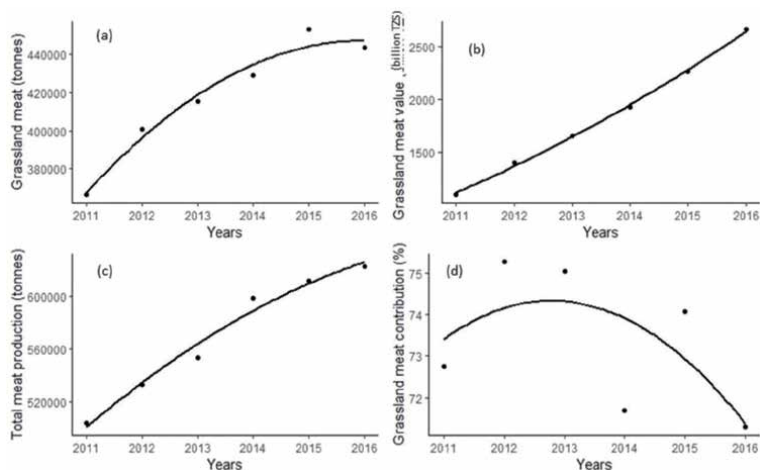 (a)
Grassland meat (tonnes)
440000
420000
400000
380000
2011 2012 2013 2014 2015 2016
Years
(b)
Grassland meat value (billion TZS)
2500
2000
1500
2011 2012 2013 2014 2015 2016
Years
(c)
Total meat production (tonnes)
600000
560000
520000
2011 2012 2013 2014 2015 2016
Years
(d)
Grassland meat contribution (%)
75
74
73
72
2011 2012 2013 2014 2015 2016
Years